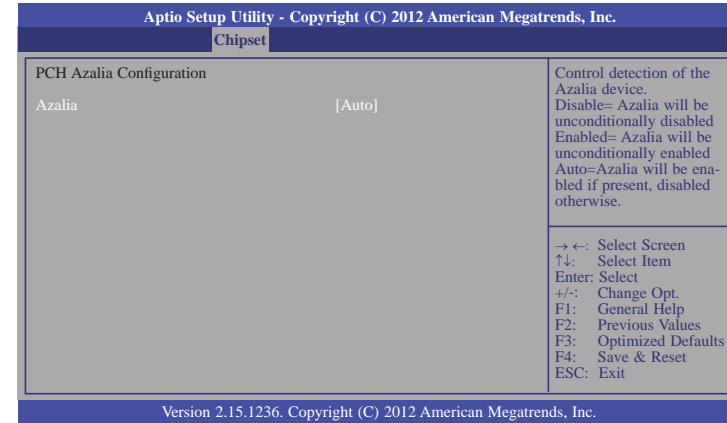 Aptio Setup Utility - Copyright (C) 2012 American Megatrends, Inc.
Chipset
PCH Azalia Configuration
Azalia [Auto]
Control detection of the
Azalia device.
Disable= Azalia will be
unconditionally disabled
Enabled= Azalia will be
unconditionally enabled
Auto=Azalia will be ena-
bled if present, disabled
otherwise.
→ ←: Select Screen
↑↓: Select Item
Enter: Select
+/-: Change Opt.
F1: General Help
F2: Previous Values
F3: Optimized Defaults
F4: Save & Reset
ESC: Exit
Version 2.15.1236. Copyright (C) 2012 American Megatrends, Inc.